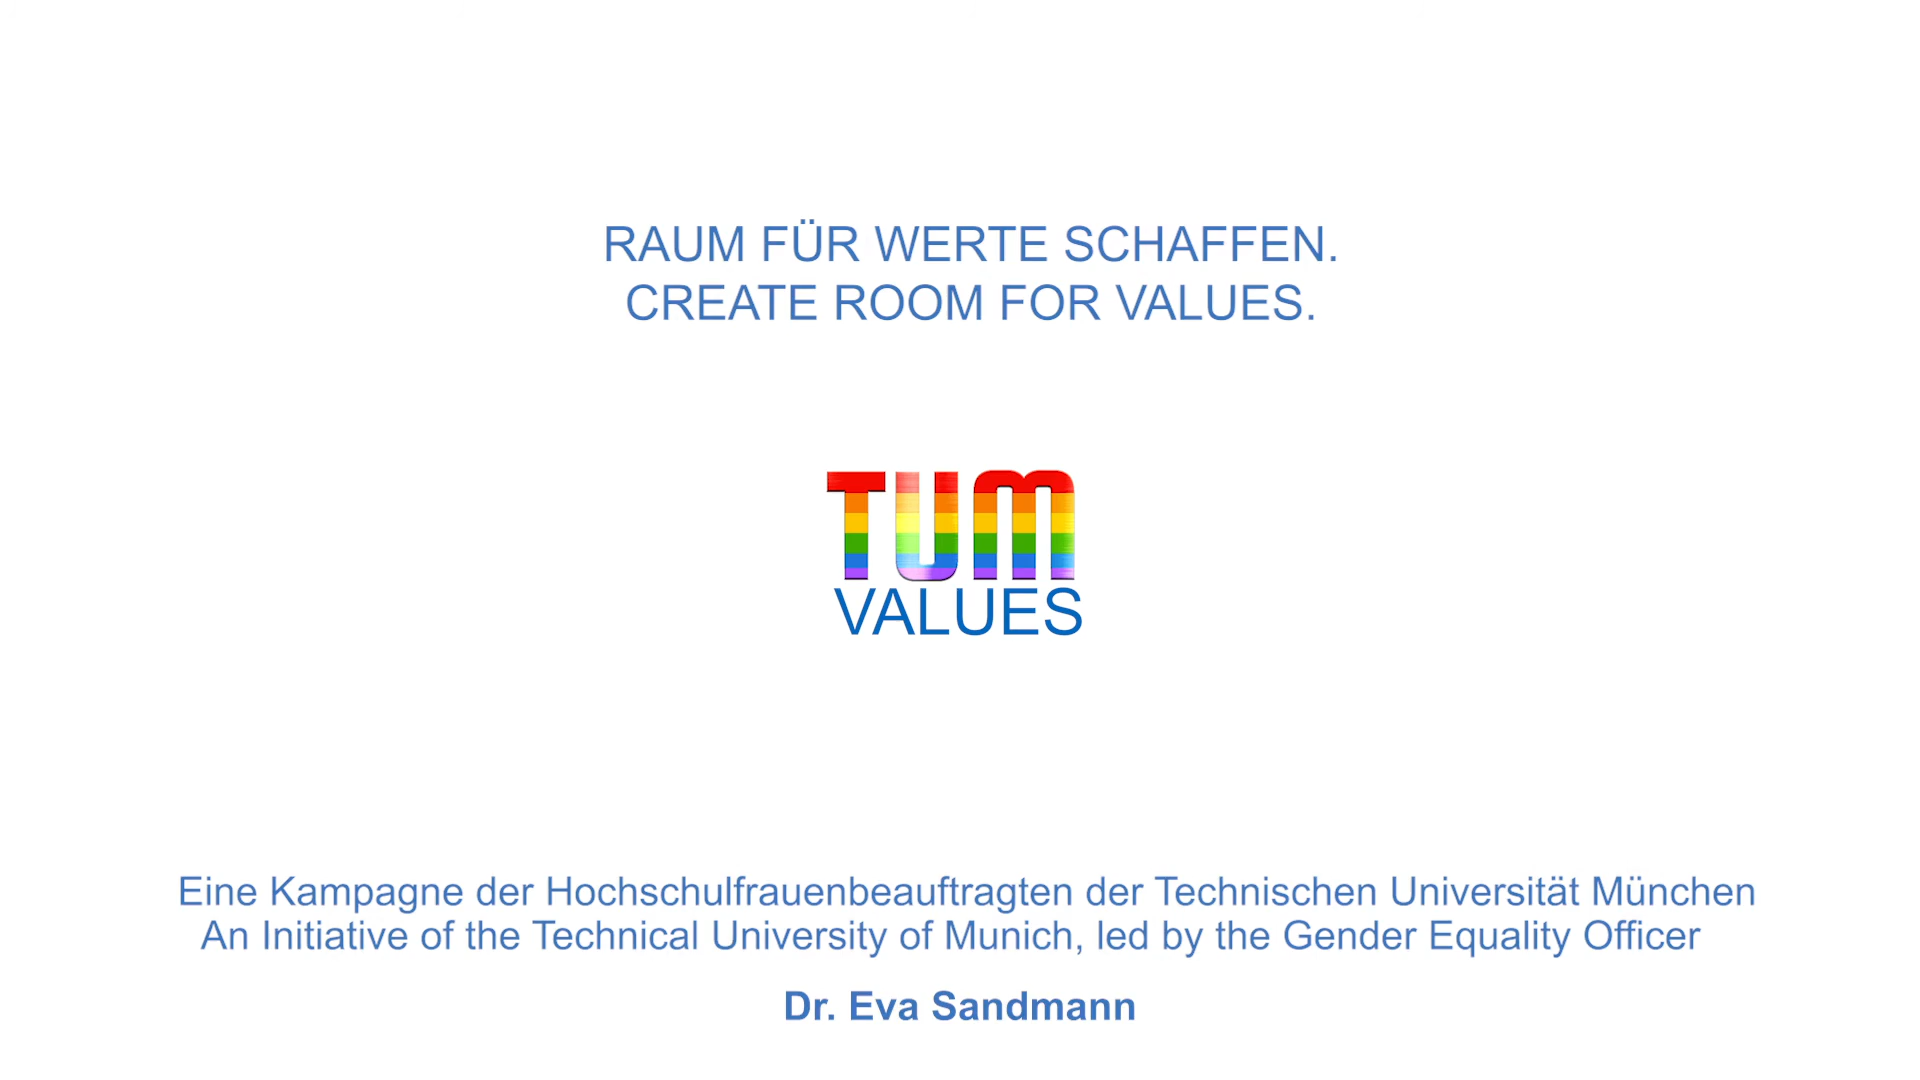 RAUM FÜR WERTE SCHAFFEN.
CREATE ROOM FOR VALUES.
TUM
VALUES
Eine Kampagne der Hochschulfrauenbeauftragten der Technischen Universität München
An Initiative of the Technical University of Munich, led by the Gender Equality Officer
Dr. Eva Sandmann